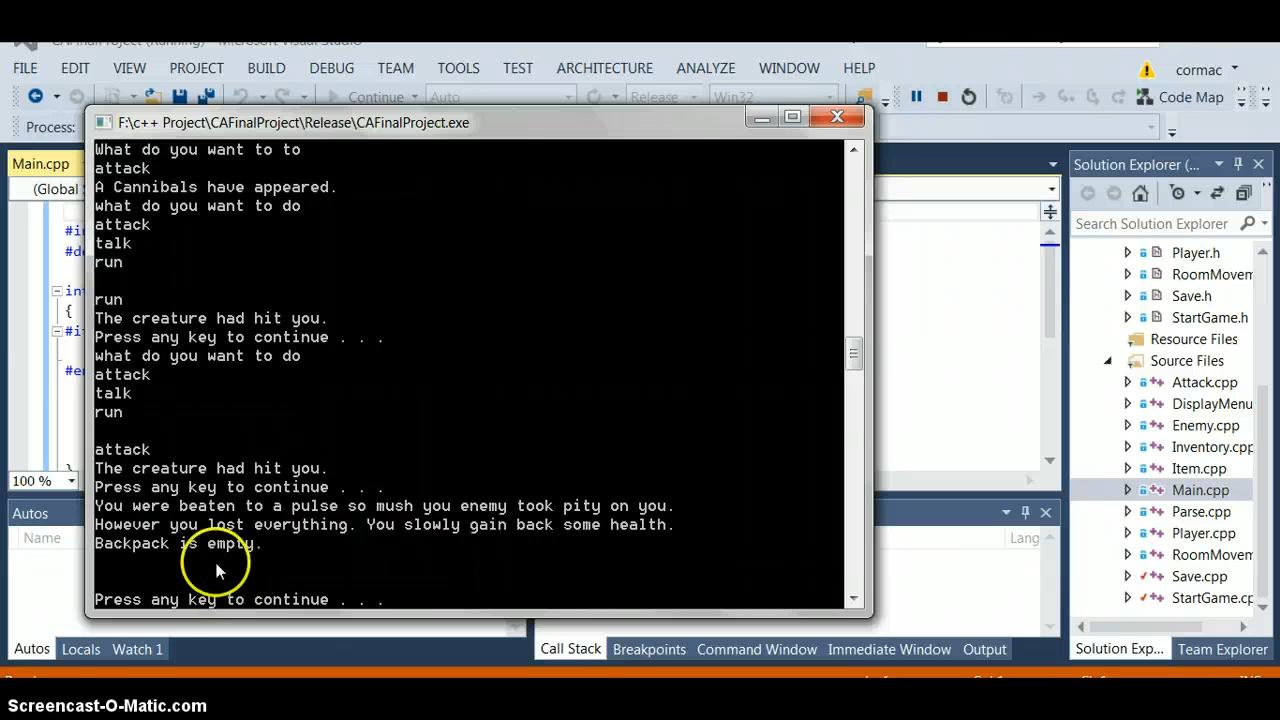 FILE EDIT VIEW PROJECT BUILD DEBUG TEAM TOOLS TEST ARCHITECTURE ANALYZE WINDOW HELP cormac
Continue Auto Release Win32 Code Map
Process:
F:\c++ Project\CAFinalProject\Release\CAFinalProject.exe
Main.cpp
(Global
100 %
What do you want to to
attack
A Cannibals have appeared.
what do you want to do
attack
talk
run
run
The creature had hit you.
Press any key to continue . . .
what do you want to do
attack
talk
run
attack
The creature had hit you.
Press any key to continue . . .
You were beaten to a pulse so mush you enemy took pity on you.
However you lost everything. You slowly gain back some health.
Backpack is empty.
Press any key to continue . . .
Solution Explorer (...
Search Solution Explorer
Player.h
RoomMovem
Save.h
StartGame.h
Resource Files
Source Files
Attack.cpp
DisplayMenu
Enemy.cpp
Inventory.cpp
Item.cpp
Main.cpp
Parse.cpp
Player.cpp
RoomMovem
Save.cpp
StartGame.cp
Solution Exp... Team Explorer
Autos
Name
Lang
Autos Locals Watch 1
Call Stack Breakpoints Command Window Immediate Window Output
Screencast-O-Matic.com